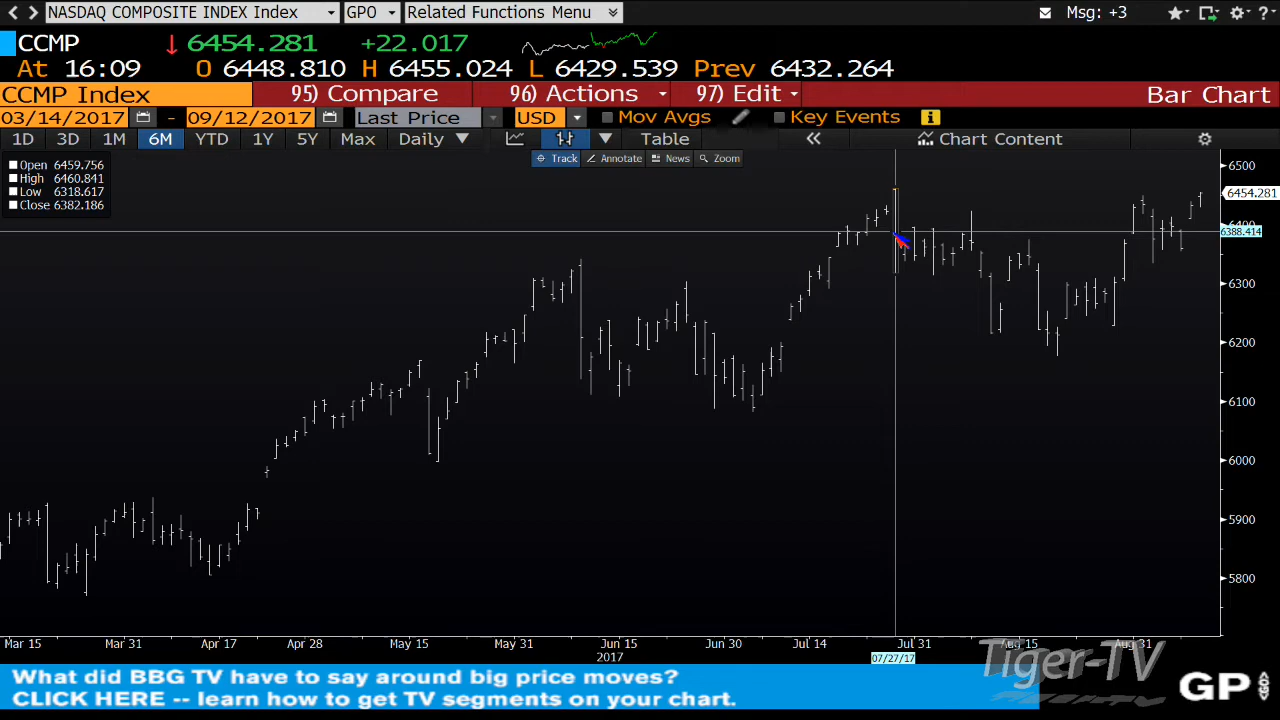 NASDAQ COMPOSITE INDEX Index GPO Related Functions Menu Msg: +3 ?
CCMP 6454.281 +22.017
At 16:09 O 6448.810 H 6455.024 L 6429.539 Prev 6432.264
CCMP Index 95) Compare 96) Actions 97) Edit Bar Chart
03/14/2017 - 09/12/2017 Last Price USD Mov Avgs Key Events i
1D 3D 1M 6M YTD 1Y 5Y Max Daily Table « Chart Content
Track Annotate News Zoom
Open 6459.756
High 6460.841
Low 6318.617
Close 6382.186
6500
6454.281
6400
6388.414
6300
6200
6100
6000
5900
5800
Mar 15 Mar 31 Apr 17 Apr 28 May 15 May 31 Jun 15 Jun 30 Jul 14 Jul 31 Aug 15 Aug 31
2017 07/27/17
Tiger-TV
What did BBG TV have to say around big price moves?
CLICK HERE -- learn how to get TV segments on your chart.
GP GO